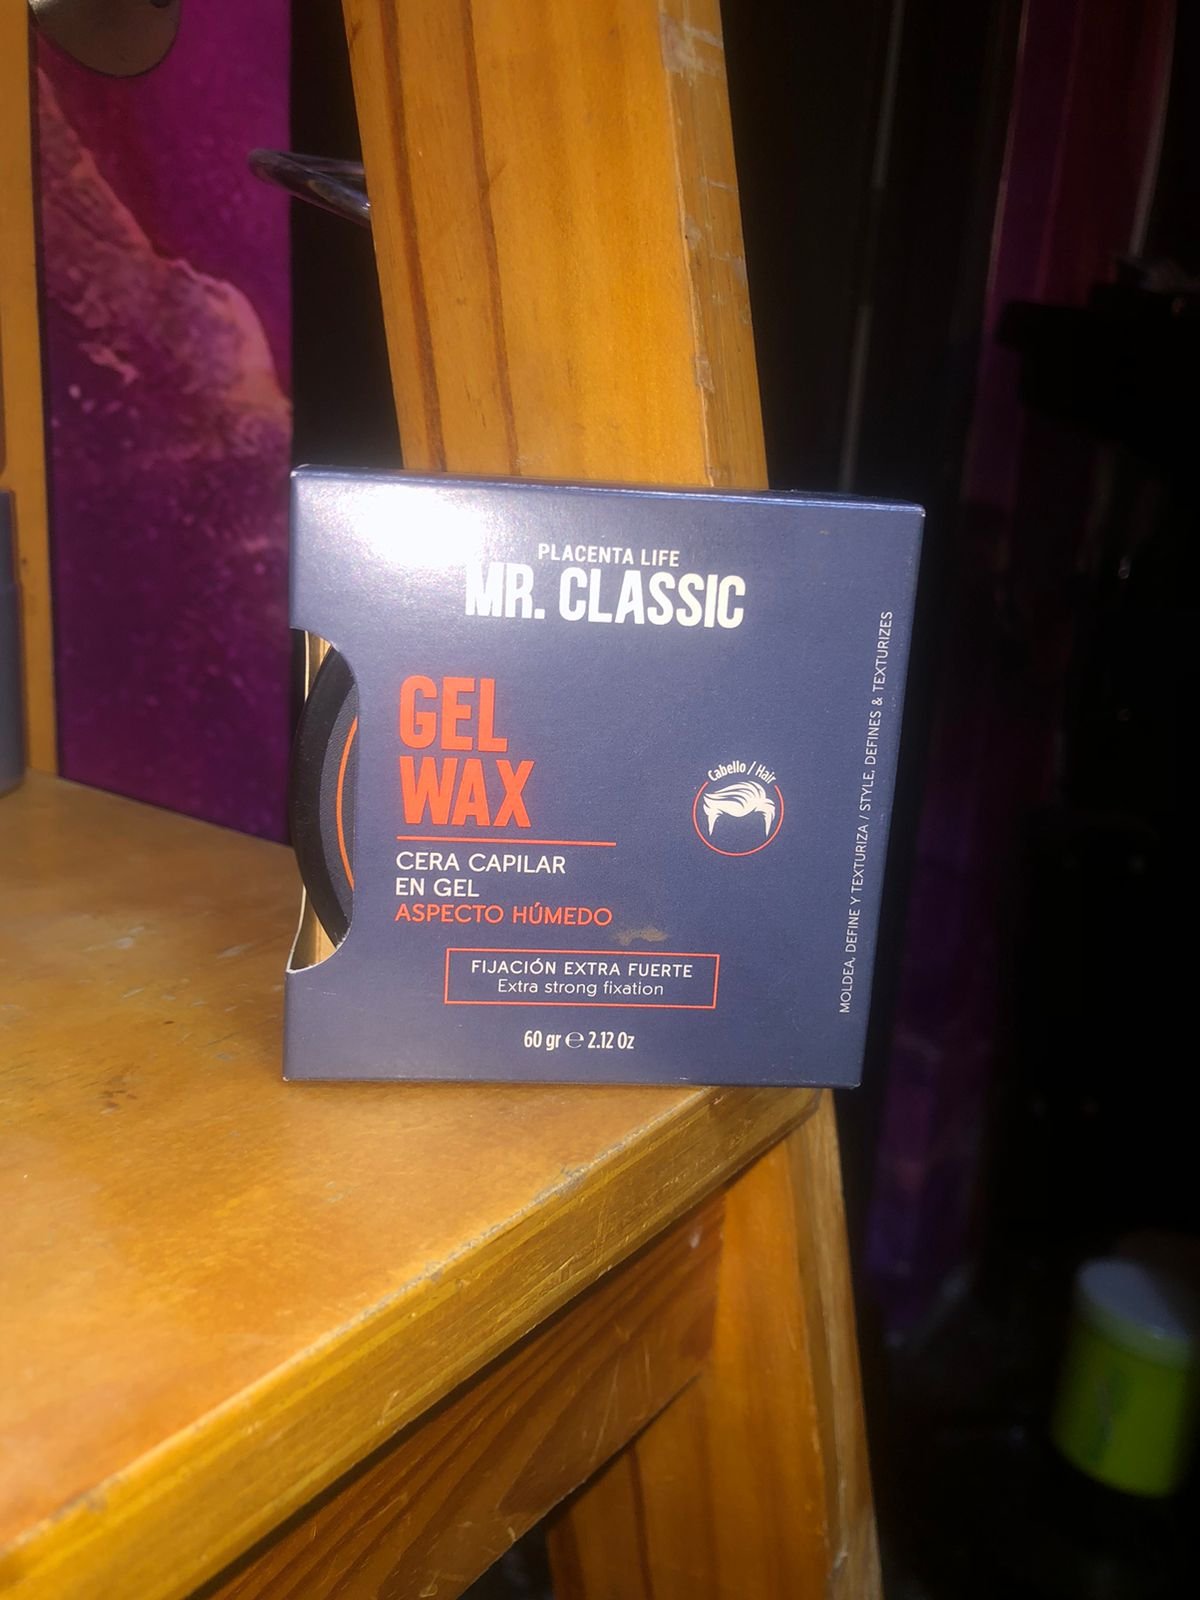 PLACENTA LIFE
MR. CLASSIC
GEL
WAX
CERA CAPILAR
EN GEL
ASPECTO HÚMEDO
Cabello / Hair
FIJACIÓN EXTRA FUERTE
Extra strong fixation
60 gr ℮ 2.12 Oz
MOLDEA, DEFINE Y TEXTURIZA / STYLE, DEFINES & TEXTURIZES